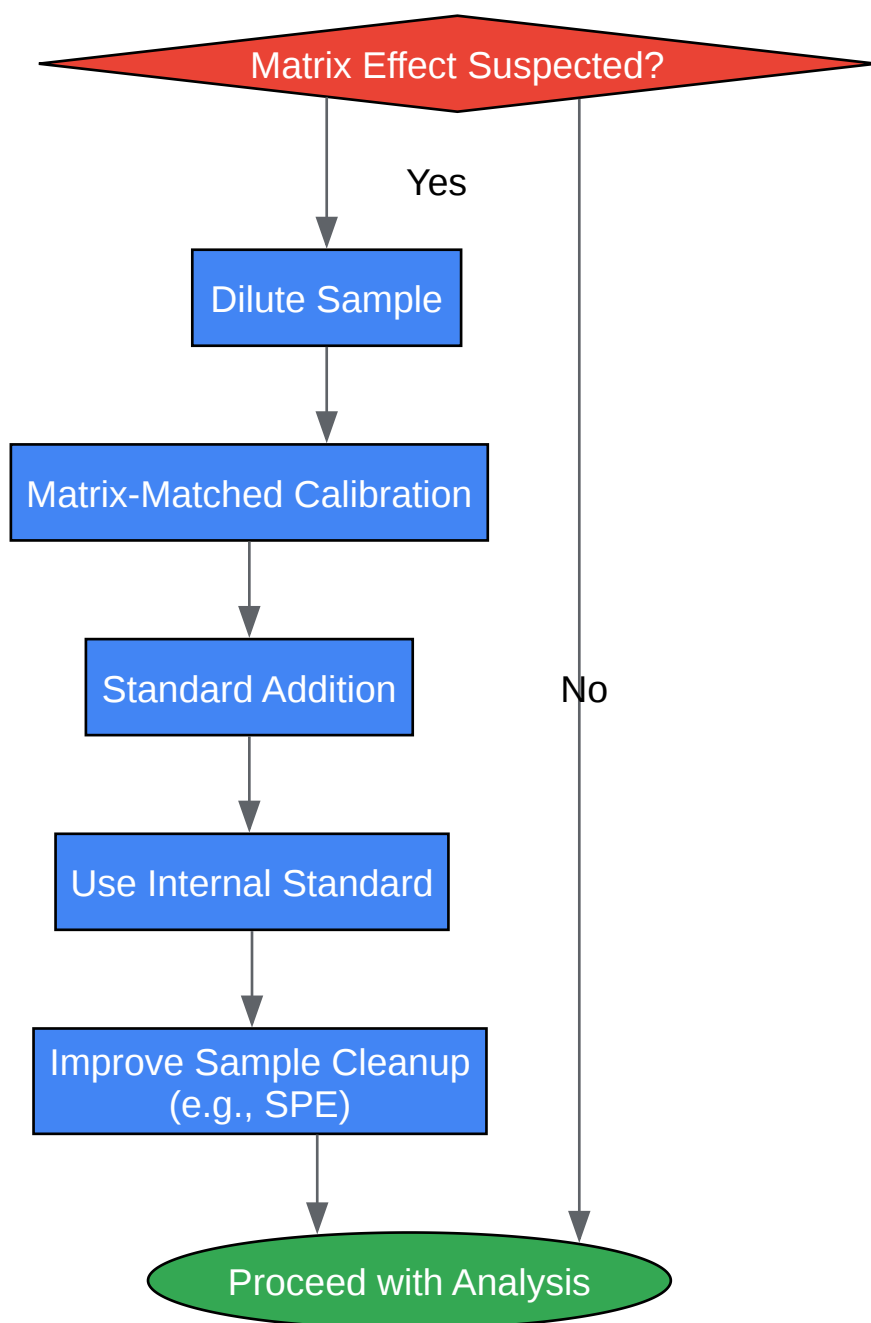 Matrix Effect Suspected?
Yes
Dilute Sample
Matrix-Matched Calibration
Standard Addition
No
Use Internal Standard
Improve Sample Cleanup
(e.g., SPE)
Proceed with Analysis